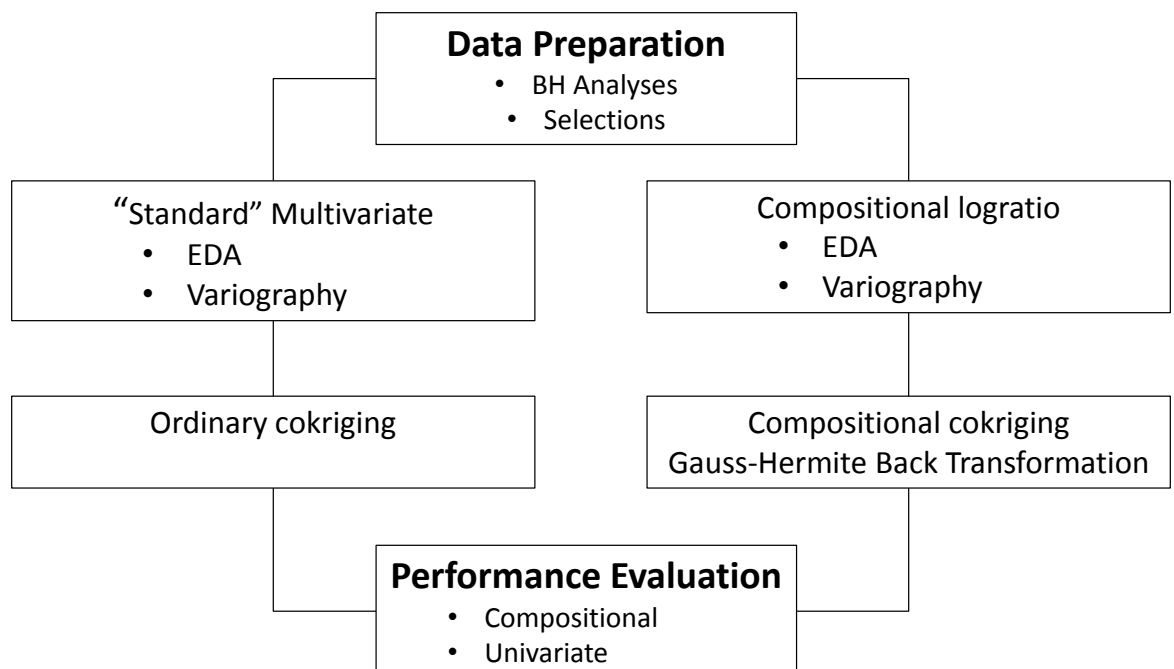 Data Preparation
• BH Analyses
• Selections
“Standard” Multivariate
• EDA
• Variography
Compositional logratio
• EDA
• Variography
Ordinary cokriging
Compositional cokriging
Gauss-Hermite Back Transformation
Performance Evaluation
• Compositional
• Univariate